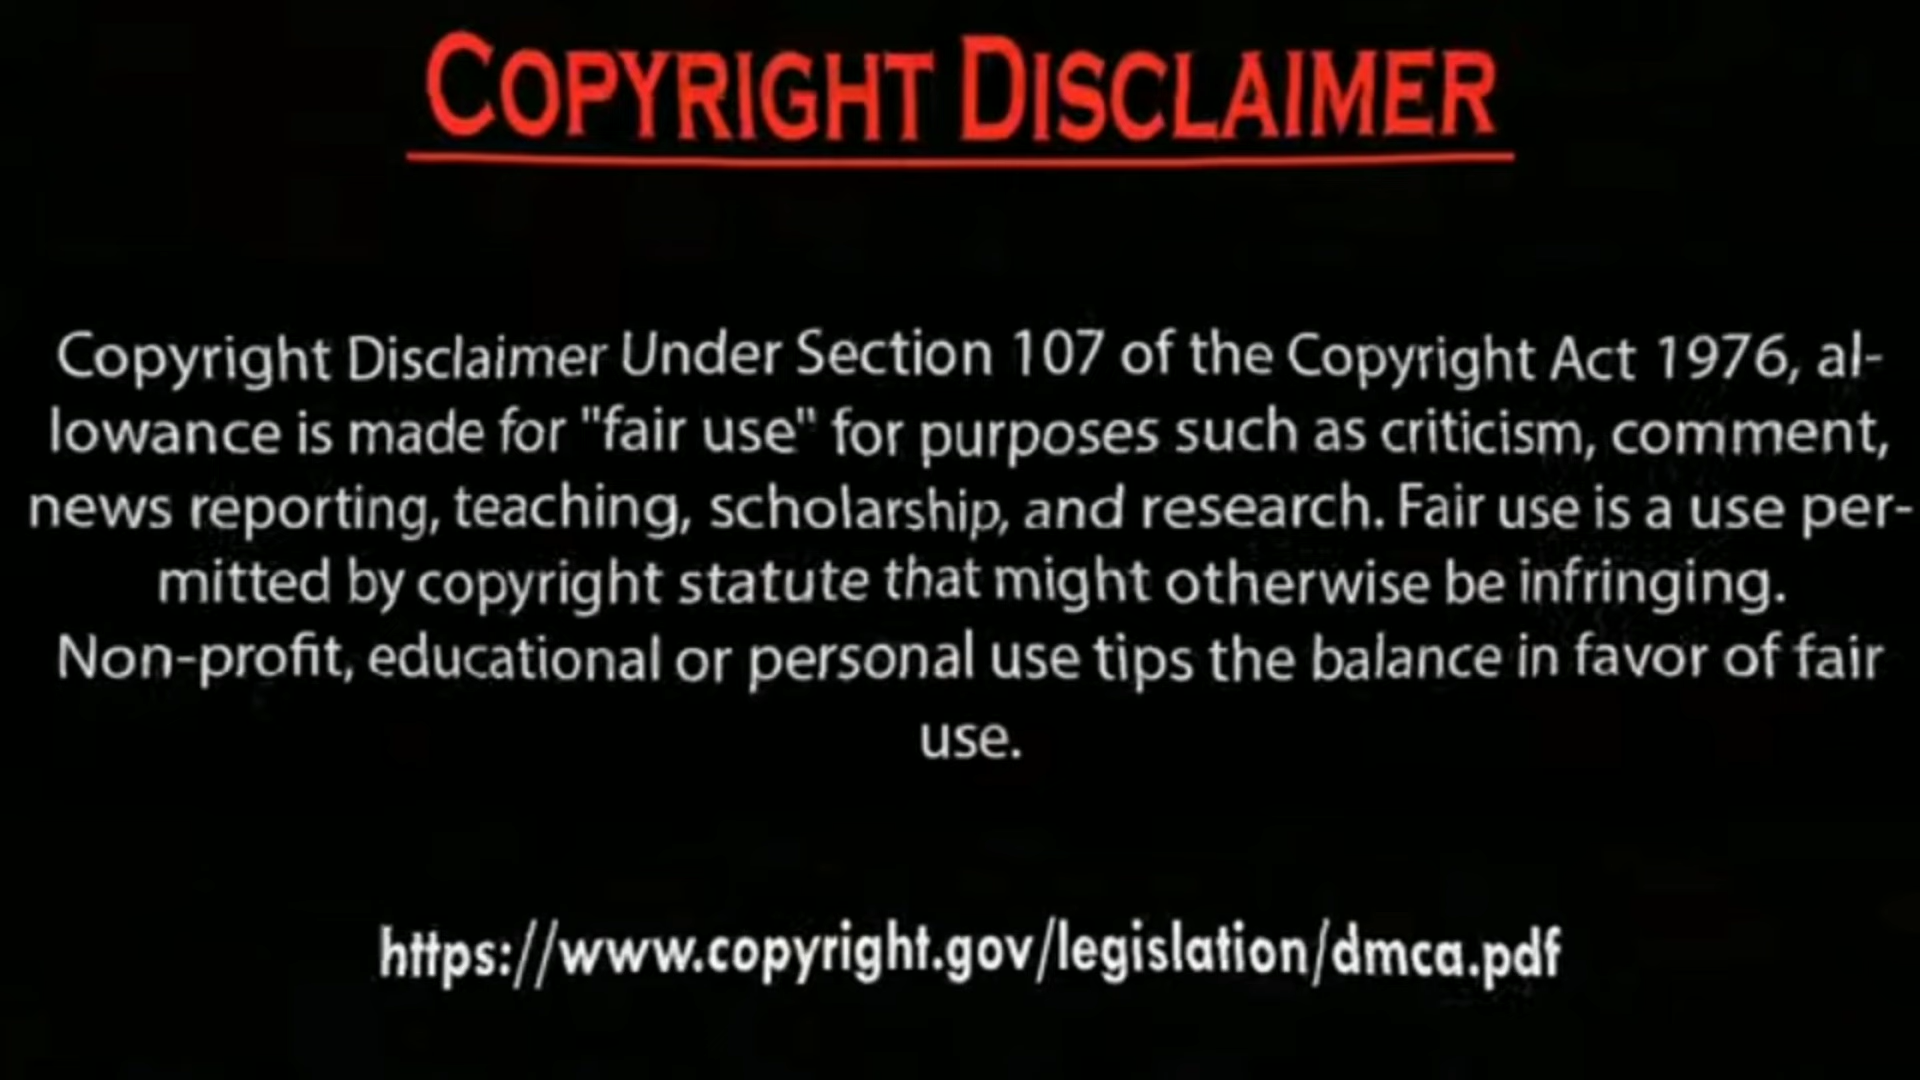 COPYRIGHT DISCLAIMER
Copyright Disclaimer Under Section 107 of the Copyright Act 1976, al-
lowance is made for "fair use" for purposes such as criticism, comment,
news reporting, teaching, scholarship, and research. Fair use is a use per-
mitted by copyright statute that might otherwise be infringing.
Non-profit, educational or personal use tips the balance in favor of fair
use.
https://www.copyright.gov/legislation/dmca.pdf